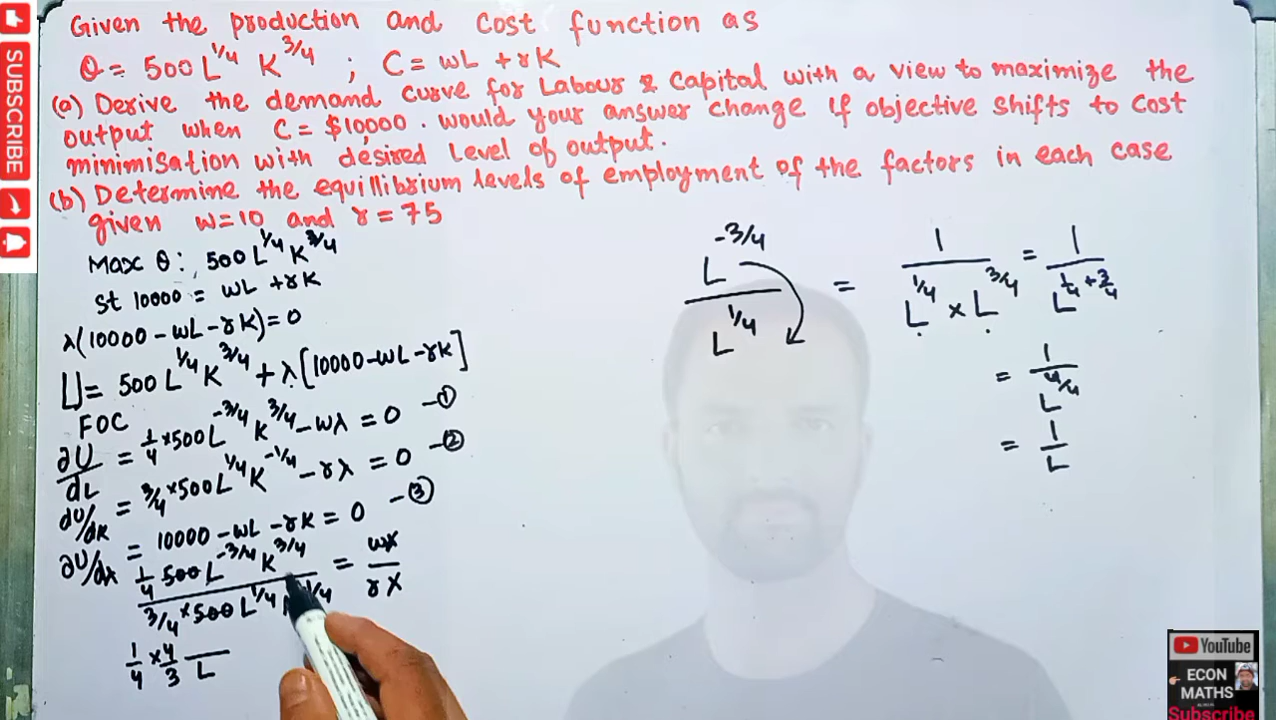 Given the production and cost function as
Q = 500 L^1/4 K^3/4 ; C = wL + rK
(a) Derive the demand curve for Labour & Capital with a view to maximize the
output when C = $10,000. would your answer change if objective shifts to cost
minimisation with desired level of output.
(b) Determine the equillibrium levels of employment of the factors in each case
given w=10 and r = 75
Max Q: 500 L^1/4 K^3/4
st 10000 = wL + rK
λ(10000 - wL - rK) = 0
U = 500 L^1/4 K^3/4 + λ[10000 - wL - rK]
FOC
∂U/dL = 1/4 × 500 L^-3/4 K^3/4 - wλ = 0 -①
dU/dK = 3/4 × 500 L^1/4 K^-1/4 - rλ = 0 -②
∂U/dλ = 10000 - wL - rK = 0 -③
1/4 500 L^-3/4 K^3/4 = wλ
3/4 × 500 L^1/4 1/4 rλ
1/4 × 4/3 L
L^-3/4 / L^1/4 = 1 / L^1/4 × L^3/4 = 1 / L^1/4 + 3/4
= 1 / L^4/4
= 1 / L
SUBSCRIBE
YouTube
ECON
MATHS
Subscribe